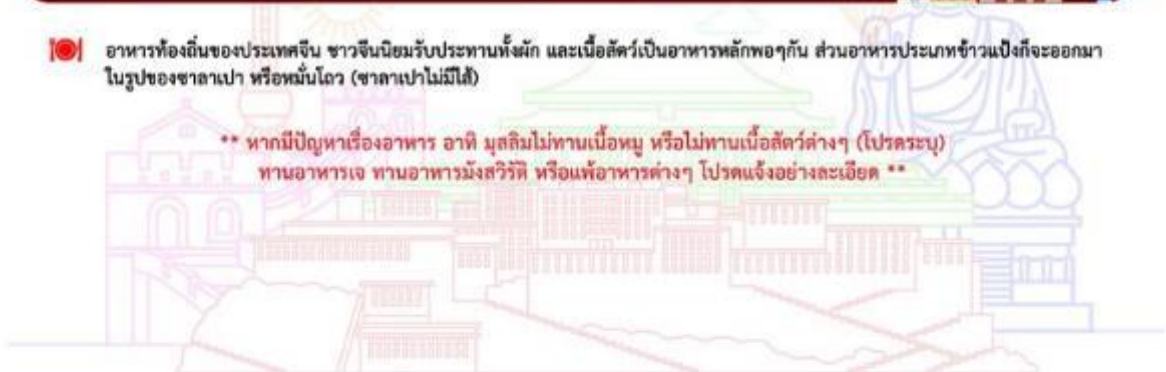 อาหารท้องถิ่นของประเทศจีน ชาวจีนนิยมรับประทานทั้งผัก และเนื้อสัตว์เป็นอาหารหลักพอๆกัน ส่วนอาหารประเภทข้าวแป้งก็จะออกมา
ในรูปของซาลาเปา หรือหมั่นโถว (ซาลาเปาไม่มีไส้)
** หากมีปัญหาเรื่องอาหาร อาทิ มุสลิมไม่ทานเนื้อหมู หรือไม่ทานเนื้อสัตว์ต่างๆ (โปรดระบุ)
ทานอาหารเจ ทานอาหารมังสวิรัติ หรือแพ้อาหารต่างๆ โปรดแจ้งอย่างละเอียด **